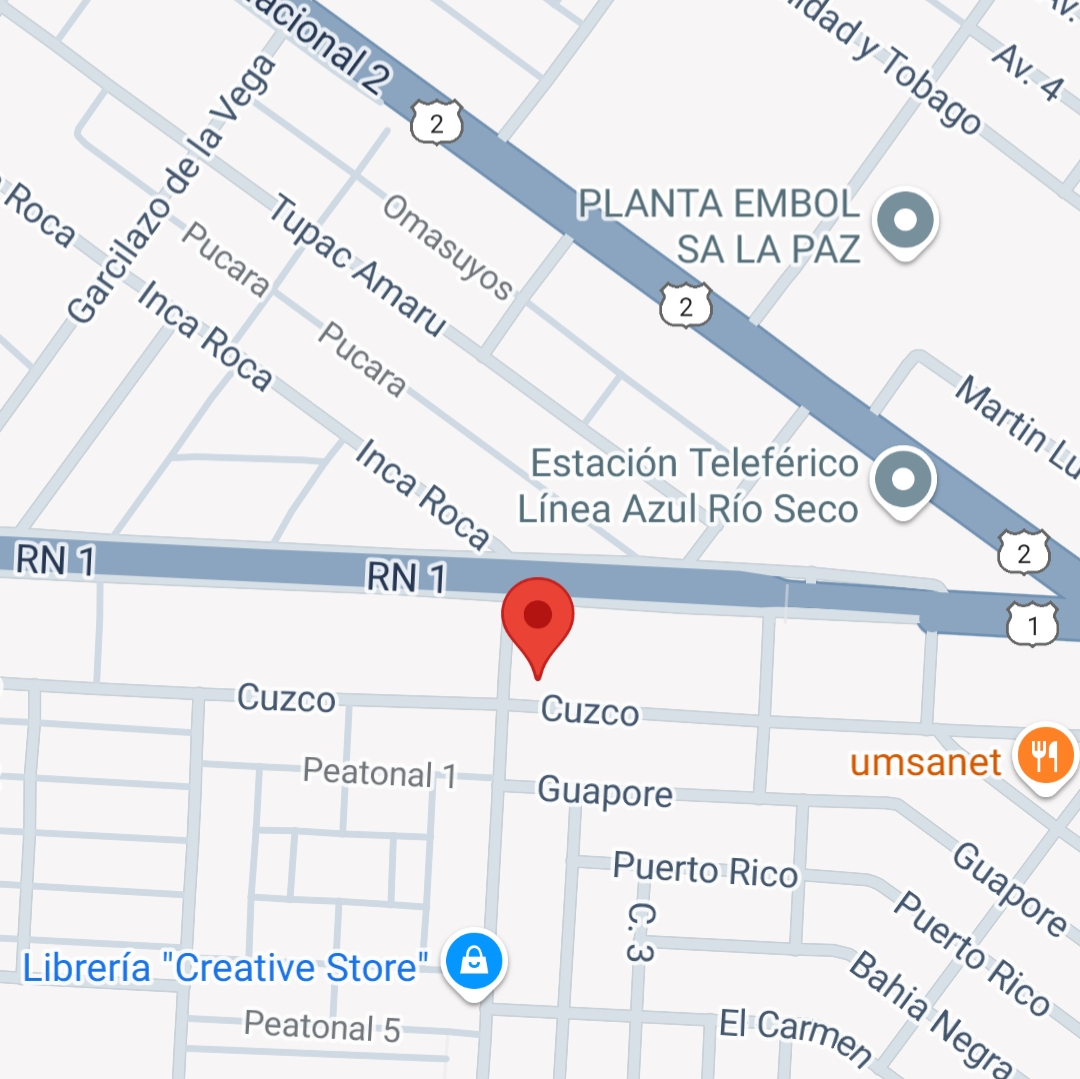 acional 2
idad y Tobago
Av. 4
Av.
2
Garcilazo de la Vega
PLANTA EMBOL
SA LA PAZ
Roca
Omasuyos
Tupac Amaru
Pucara
2
Inca Roca
Pucara
Martin Lu
Inca Roca
Estación Teleférico
Línea Azul Río Seco
2
RN 1
RN 1
1
Cuzco
Cuzco
umsanet
Peatonal 1
Guapore
Puerto Rico
Guapore
C. 3
Puerto Rico
Librería "Creative Store"
Bahia Negra
Peatonal 5
El Carmen